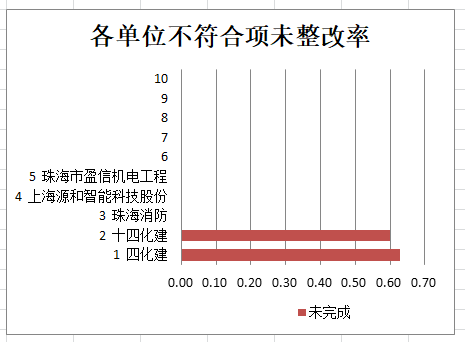 各单位不符合项未整改率
10
9
8
7
6
5 珠海市盈信机电工程
4 上海源和智能科技股份
3 珠海消防
2 十四化建
1 四化建
0.00 0.10 0.20 0.30 0.40 0.50 0.60 0.70
未完成